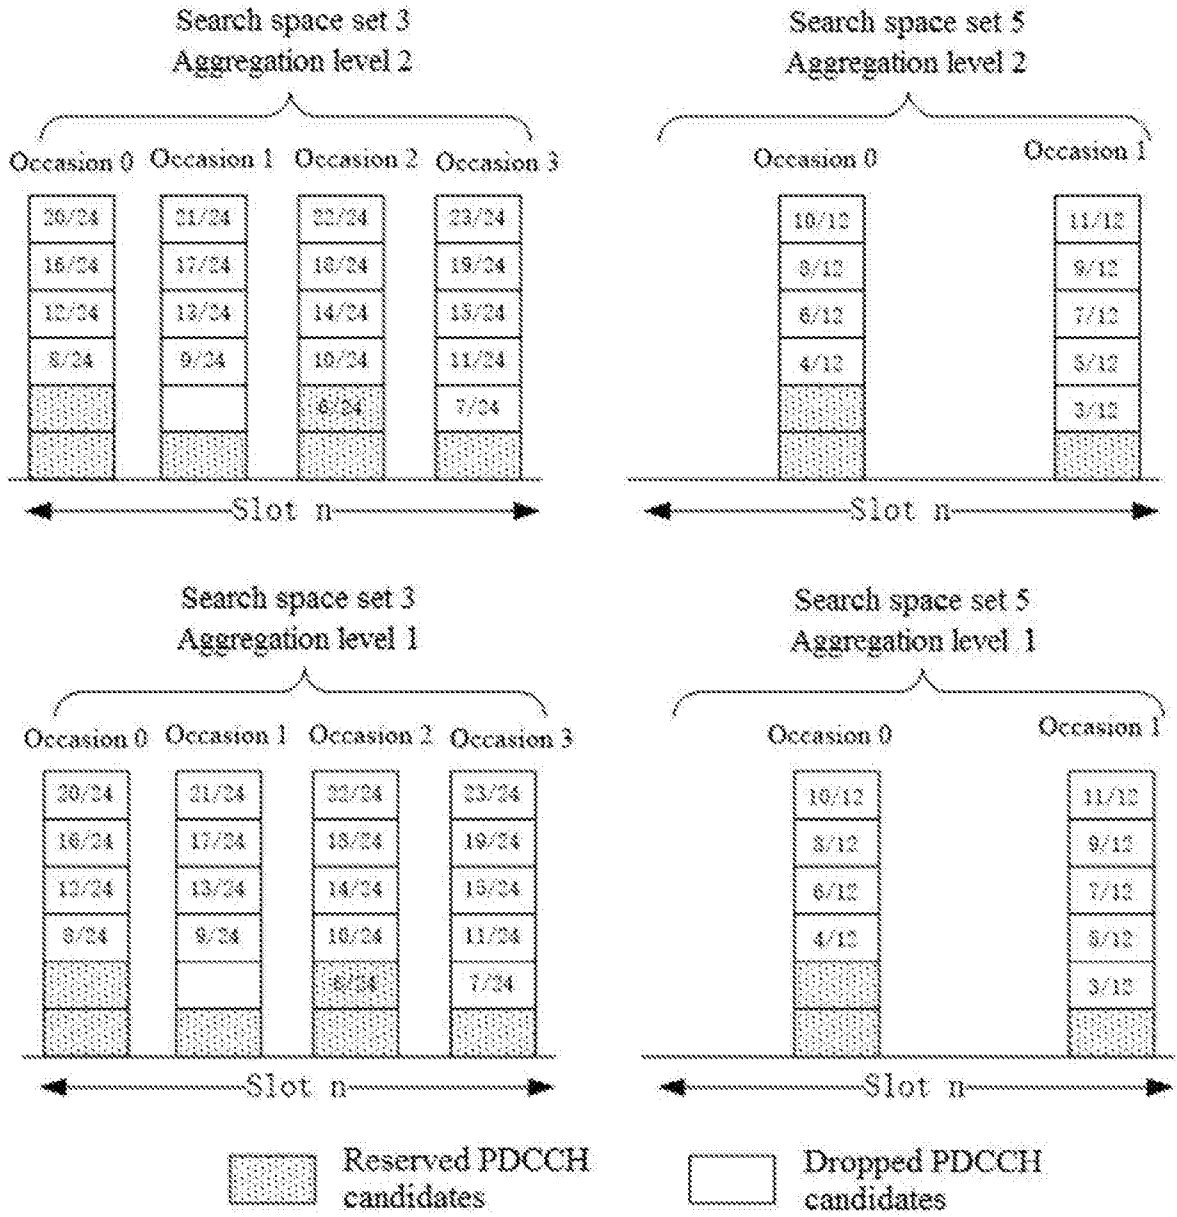 Search space set 3
Aggregation level 2
Occasion 0 Occasion 1 Occasion 2 Occasion 3
20/24 21/24 22/24 23/24
16/24 17/24 18/24 19/24
12/24 13/24 14/24 15/24
8/24 9/24 10/24 11/24
6/24 7/24
Slot n
Search space set 5
Aggregation level 2
Occasion 0 Occasion 1
10/12 11/12
8/12 9/12
6/12 7/12
4/12 5/12
3/12
Slot n
Search space set 3
Aggregation level 1
Occasion 0 Occasion 1 Occasion 2 Occasion 3
20/24 21/24 22/24 23/24
16/24 17/24 18/24 19/24
12/24 13/24 14/24 15/24
8/24 9/24 10/24 11/24
6/24 7/24
Slot n
Search space set 5
Aggregation level 1
Occasion 0 Occasion 1
10/12 11/12
8/12 9/12
6/12 7/12
4/12 5/12
3/12
Slot n
Reserved PDCCH
candidates
Dropped PDCCH
candidates